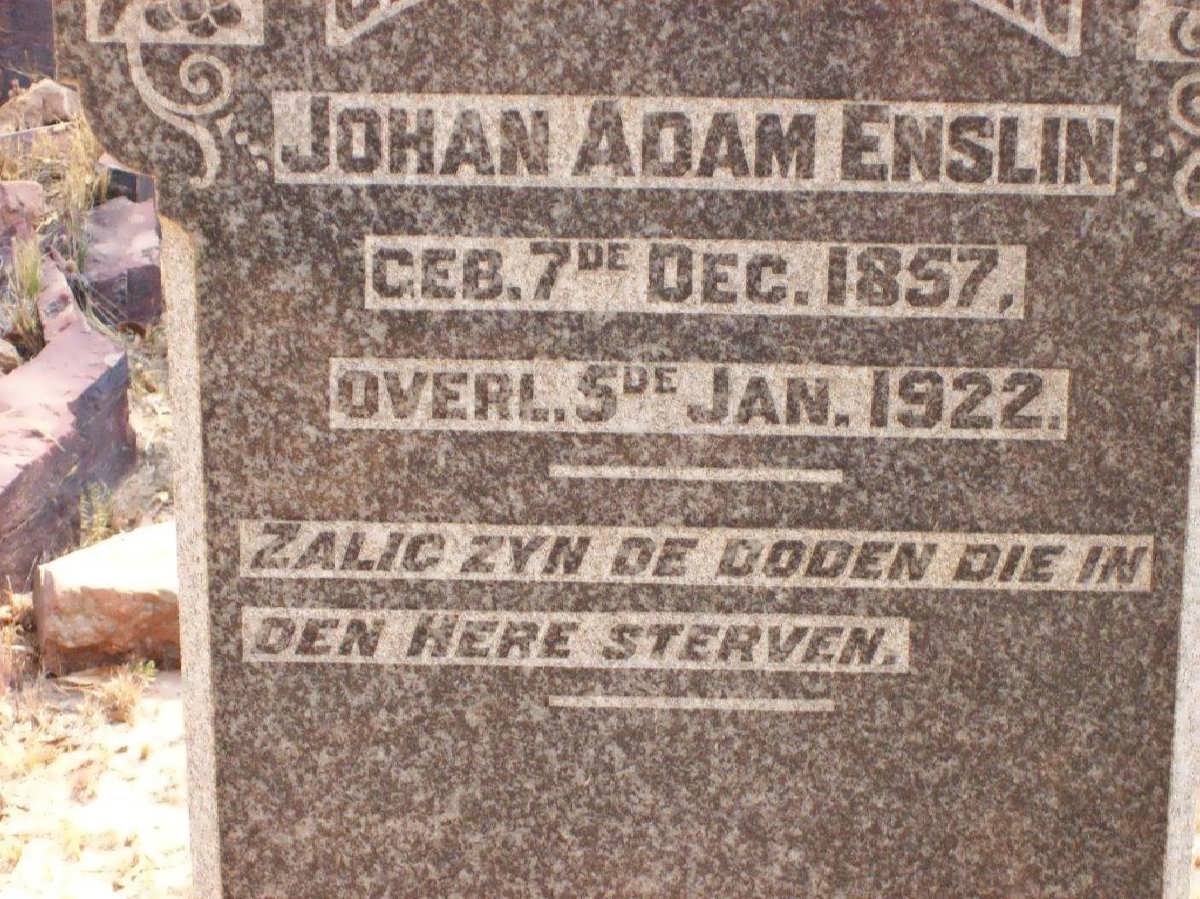 JOHAN ADAM ENSLIN
GEB. 7DE DEC. 1857,
OVERL. 5DE JAN. 1922.
ZALIG ZYN DE DODEN DIE IN
DEN HERE STERVEN.